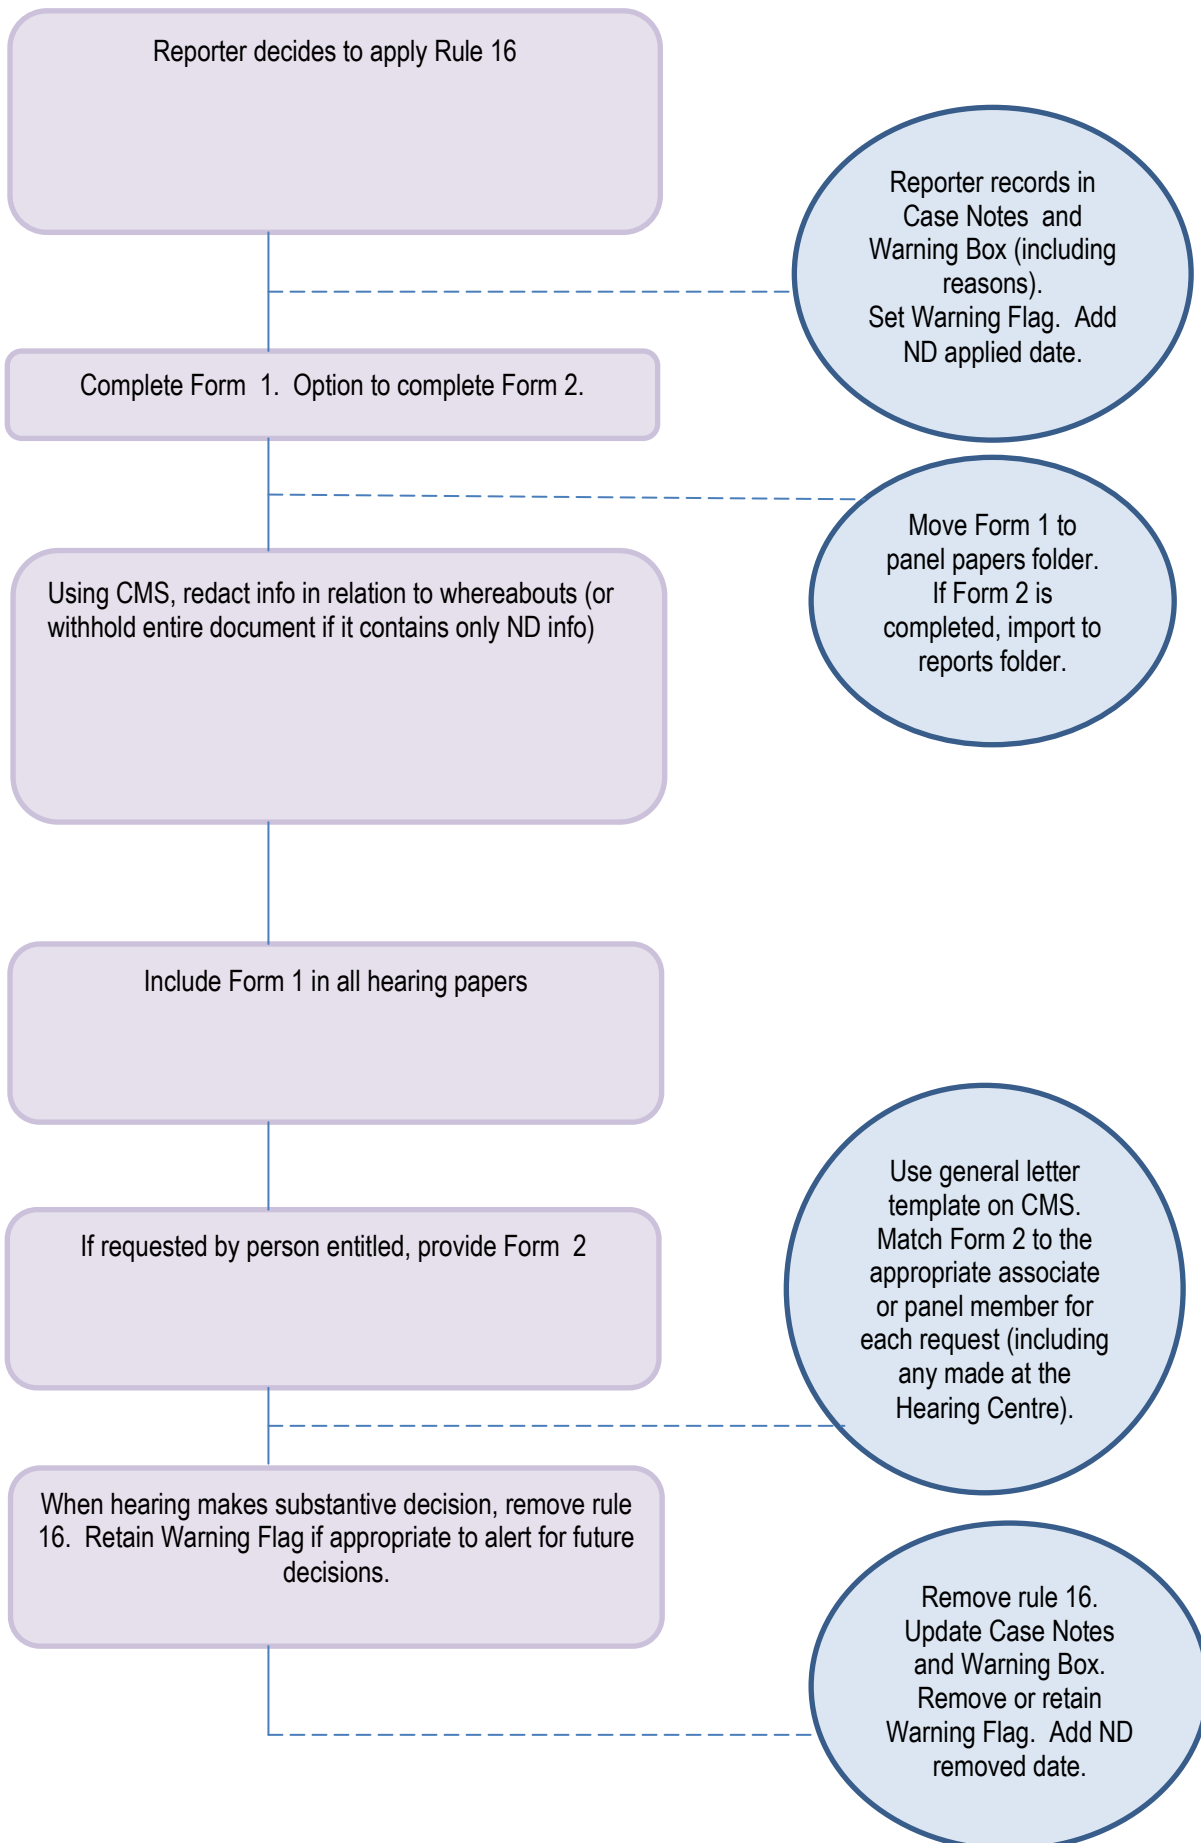 Reporter decides to apply Rule 16
Reporter records in
Case Notes and
Warning Box (including
reasons).
Set Warning Flag. Add
ND applied date.
Complete Form 1. Option to complete Form 2.
Move Form 1 to
panel papers folder.
If Form 2 is
completed, import to
reports folder.
Using CMS, redact info in relation to whereabouts (or
withhold entire document if it contains only ND info)
Include Form 1 in all hearing papers
If requested by person entitled, provide Form 2
Use general letter
template on CMS.
Match Form 2 to the
appropriate associate
or panel member for
each request (including
any made at the
Hearing Centre).
When hearing makes substantive decision, remove rule
16. Retain Warning Flag if appropriate to alert for future
decisions.
Remove rule 16.
Update Case Notes
and Warning Box.
Remove or retain
Warning Flag. Add ND
removed date.